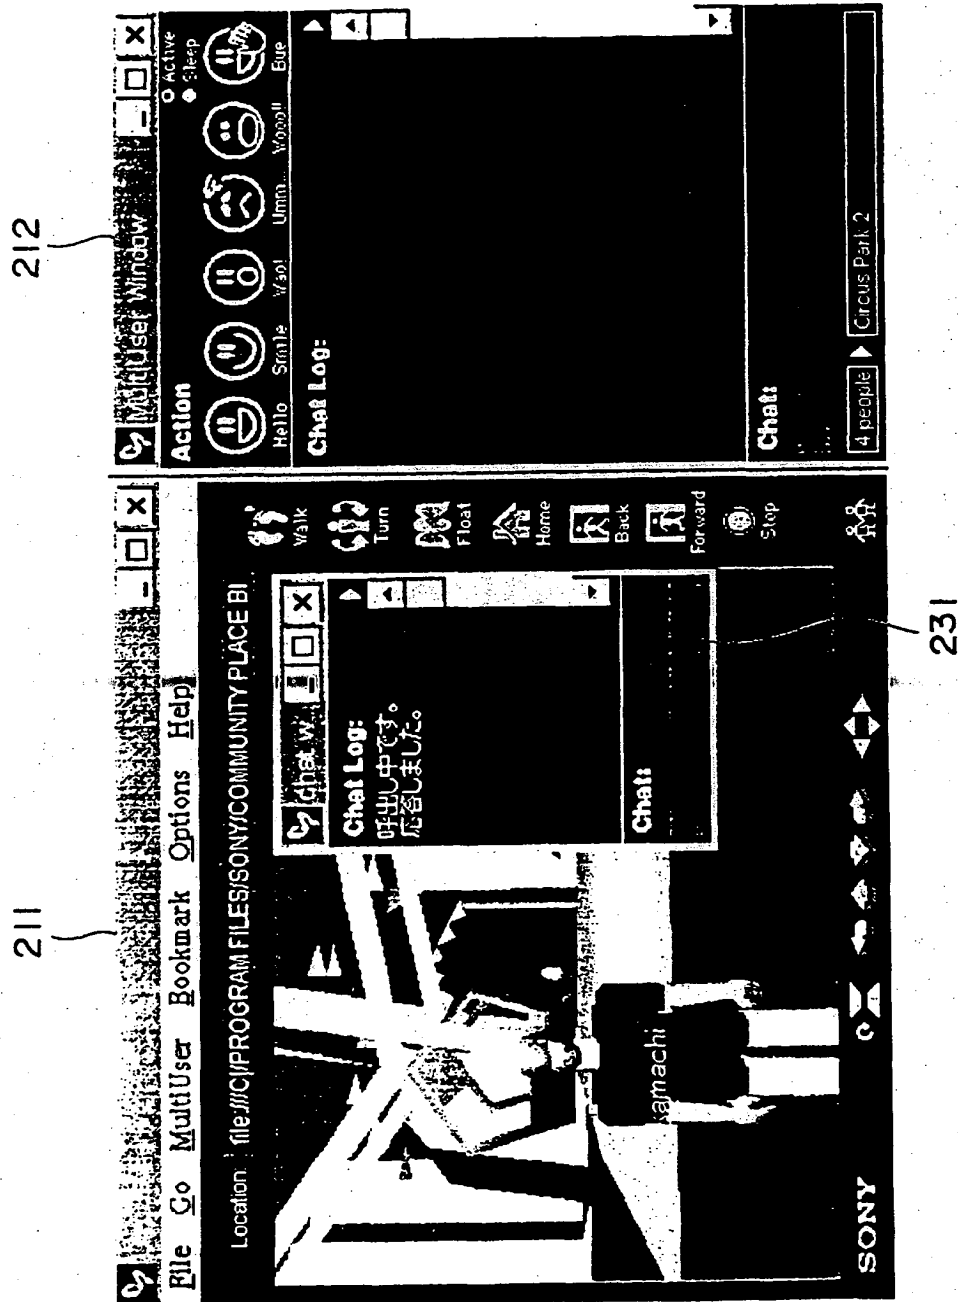 211
212
File Go MultiUser Bookmark Options Help
Location: file:///C|/PROGRAM FILES/SONY/COMMUNITY PLACE BI
Walk
Turn
Float
Home
Back
Forward
Stop
chat w
Chat Log:
呼出し中です。
応答しました。
Chat:
kamachi
SONY
231
MultiUser Window
Action
Active
Sleep
Hello Smile Wao! Umm... Wooo!! Bye
Chat Log:
Chat:
4 people
Circus Park 2